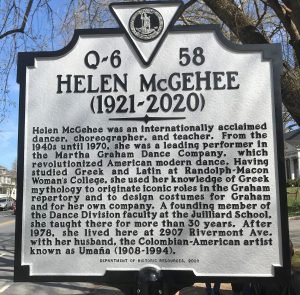 Q-6 58
HELEN McGEHEE
(1921-2020)
Helen McGehee was an internationally acclaimed
dancer, choreographer, and teacher. From the
1940s until 1970, she was a leading performer in
the Martha Graham Dance Company, which
revolutionized American modern dance. Having
studied Greek and Latin at Randolph-Macon
Woman's College, she used her knowledge of Greek
mythology to originate iconic roles in the Graham
repertory and to design costumes for Graham
and for her own company. A founding member
of the Dance Division faculty at the Juilliard School,
she taught there for more than 30 years. After
1978, she lived here at 2907 Rivermont Ave.
with her husband, the Colombian-American artist
known as Umaña (1908-1994).
DEPARTMENT OF HISTORIC RESOURCES,